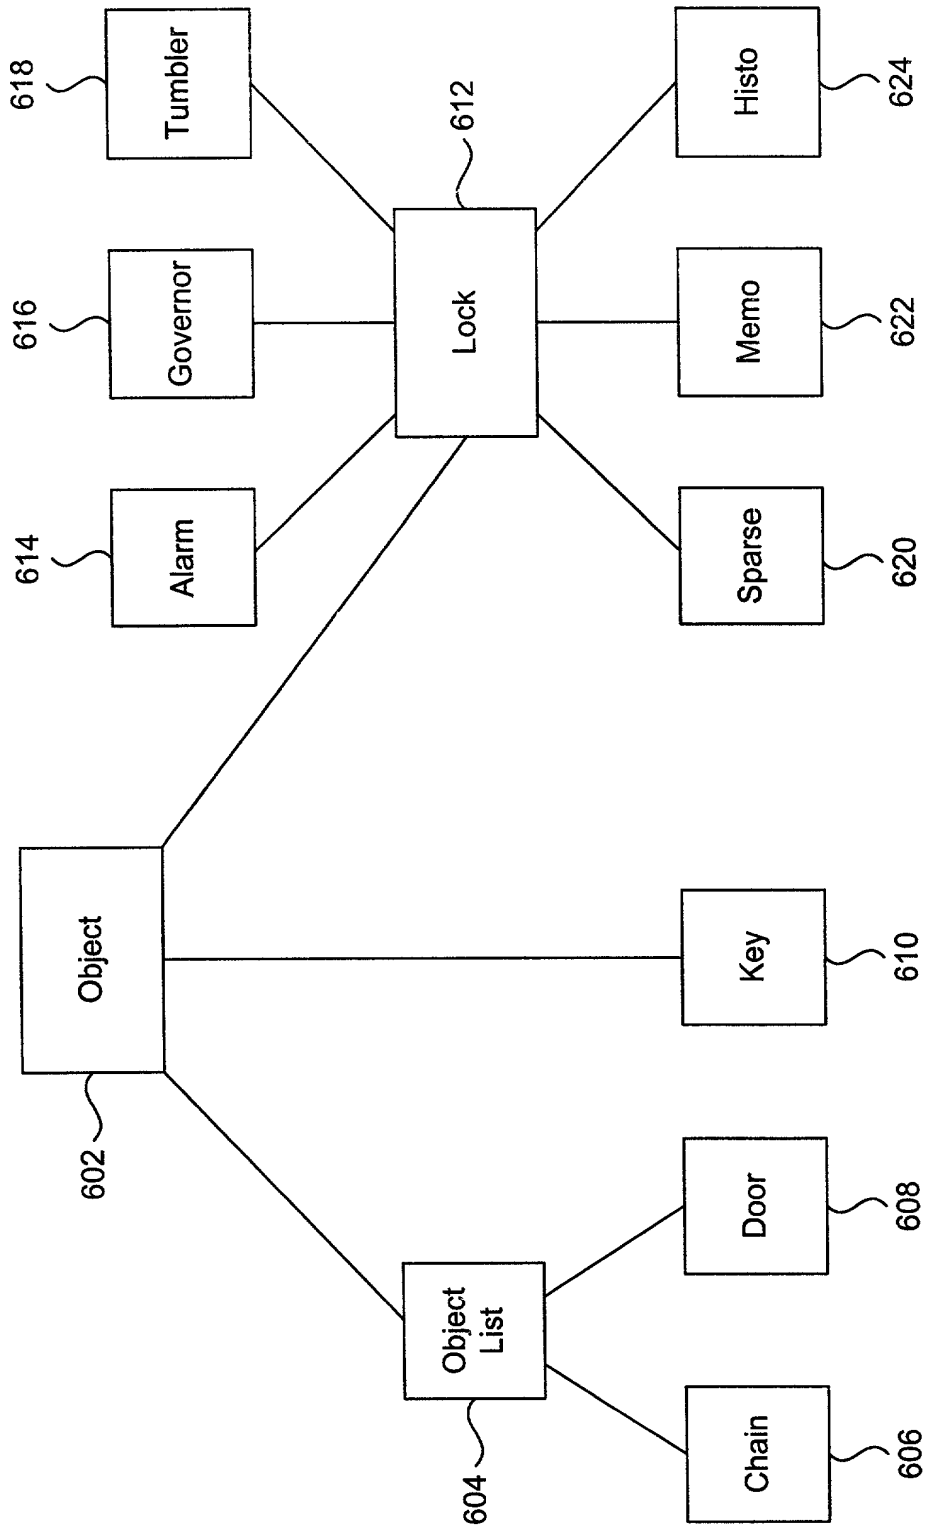 602
Object
614
Alarm
616
Governor
618
Tumbler
604
Object
List
Lock
612
606
Chain
608
Door
610
Key
620
Sparse
622
Memo
624
Histo